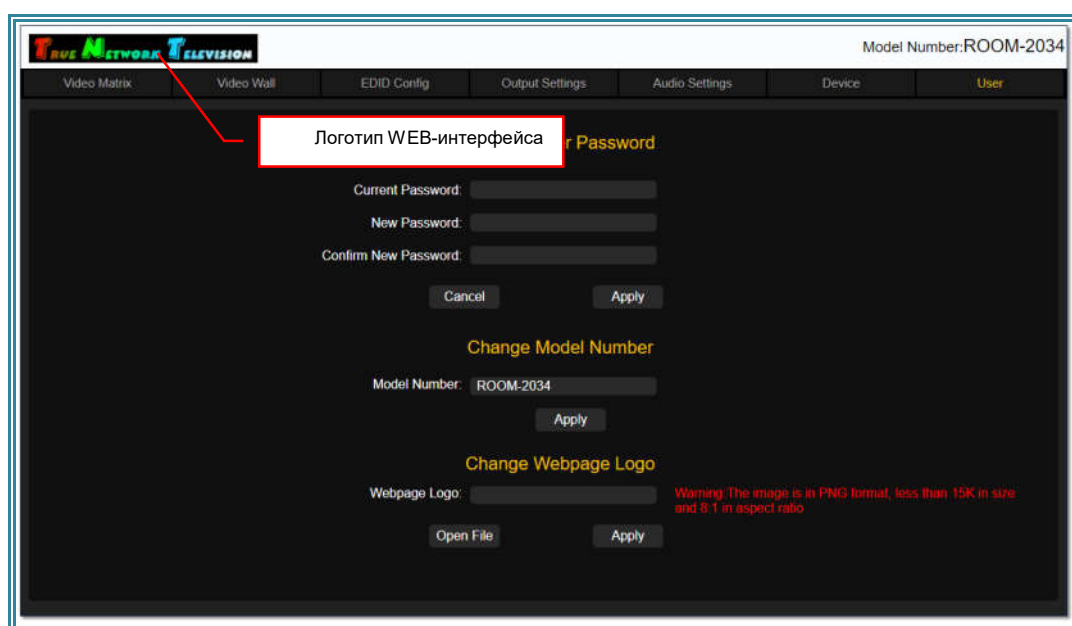 TRUE NETWORK TELEVISION
Model Number:ROOM-2034
Video Matrix Video Wall EDID Config Output Settings Audio Settings Device User
Логотип WEB-интерфейса
r Password
Current Password:
New Password:
Confirm New Password:
Cancel Apply
Change Model Number
Model Number: ROOM-2034
Apply
Change Webpage Logo
Webpage Logo:
Warning:The image is in PNG format, less than 15K in size
and 8:1 in aspect ratio
Open File Apply